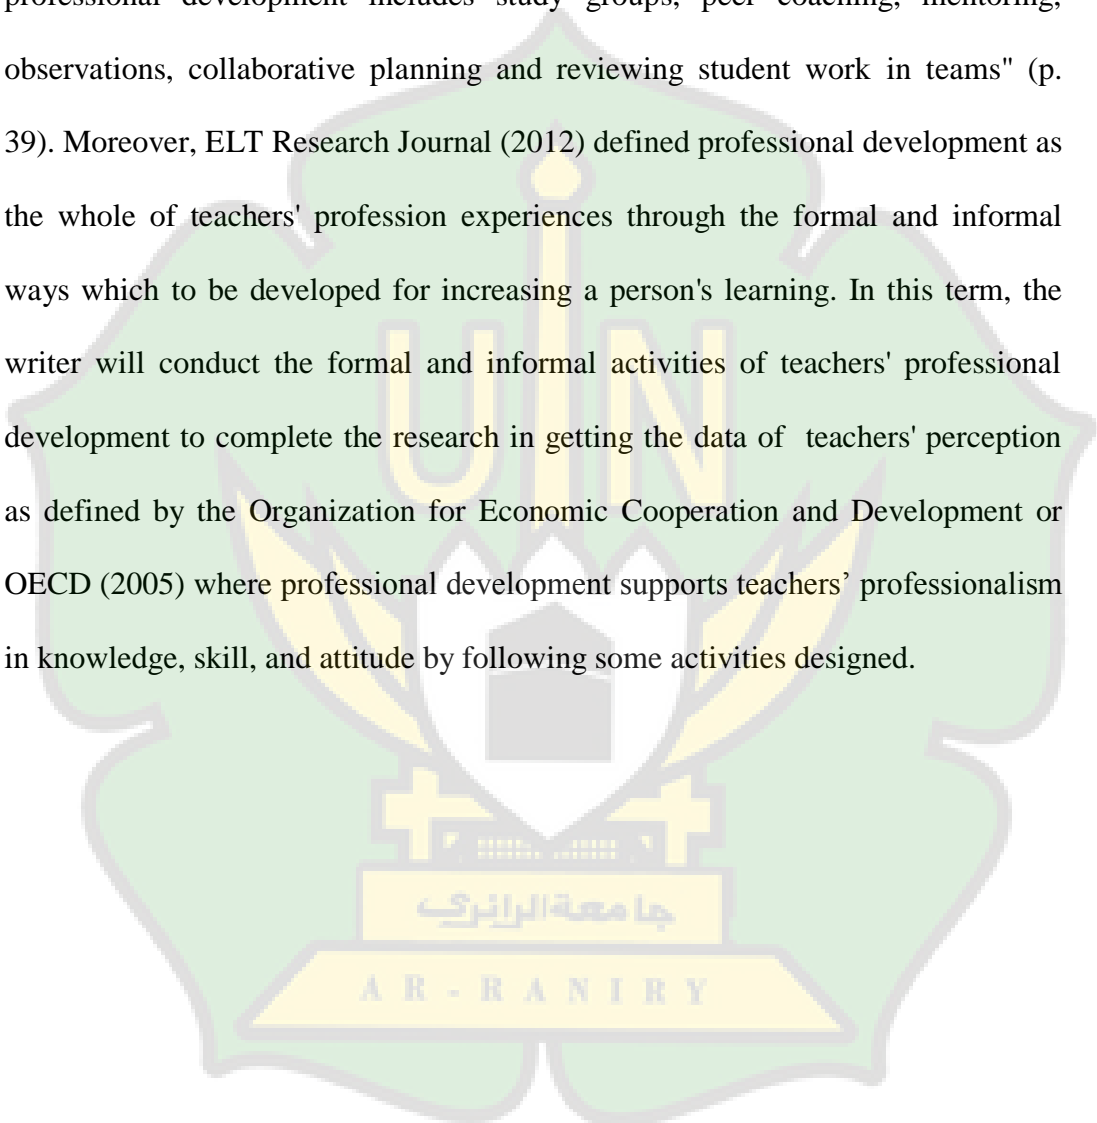 professional development includes study groups, peer coaching, mentoring,
observations, collaborative planning and reviewing student work in teams" (p.
39). Moreover, ELT Research Journal (2012) defined professional development as
the whole of teachers' profession experiences through the formal and informal
ways which to be developed for increasing a person's learning. In this term, the
writer will conduct the formal and informal activities of teachers' professional
development to complete the research in getting the data of teachers' perception
as defined by the Organization for Economic Cooperation and Development or
OECD (2005) where professional development supports teachers’ professionalism
in knowledge, skill, and attitude by following some activities designed.
UIN
جامعة الرانري
AR-RANIRY